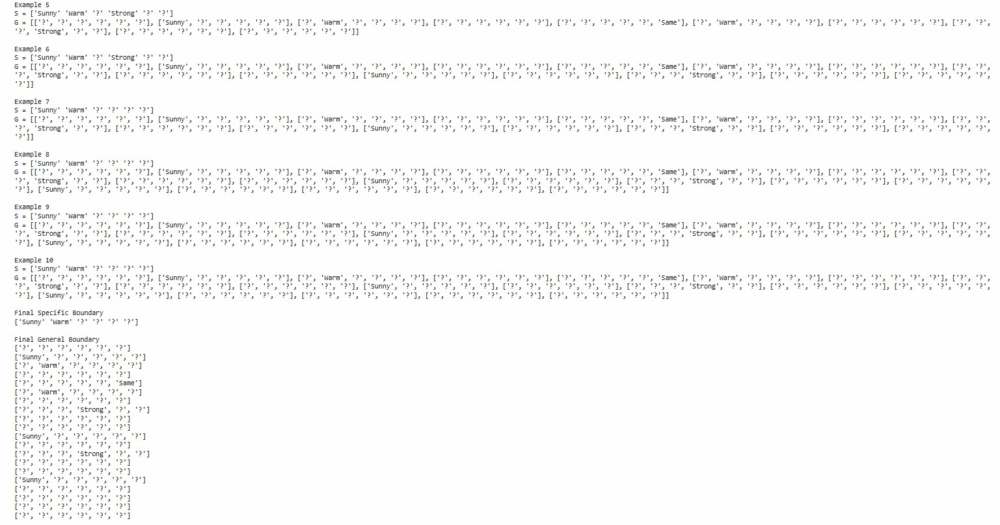 Example 5
S = ['Sunny' 'Warm' '?' 'Strong' '?' '?']
G = [['?', '?', '?', '?', '?', '?'], ['Sunny', '?', '?', '?', '?', '?'], ['?', 'Warm', '?', '?', '?', '?'], ['?', '?', '?', '?', '?', '?'], ['?', '?', '?', '?', '?', 'Same'], ['?', 'Warm', '?', '?', '?', '?'], ['?', '?', '?', '?', '?', '?'], ['?', '?',
'?', 'Strong', '?', '?'], ['?', '?', '?', '?', '?', '?'], ['?', '?', '?', '?', '?', '?']]
Example 6
S = ['Sunny' 'Warm' '?' 'Strong' '?' '?']
G = [['?', '?', '?', '?', '?', '?'], ['Sunny', '?', '?', '?', '?', '?'], ['?', 'Warm', '?', '?', '?', '?'], ['?', '?', '?', '?', '?', '?'], ['?', '?', '?', '?', '?', 'Same'], ['?', 'Warm', '?', '?', '?', '?'], ['?', '?', '?', '?', '?', '?'], ['?', '?',
'?', 'Strong', '?', '?'], ['?', '?', '?', '?', '?', '?'], ['?', '?', '?', '?', '?', '?'], ['Sunny', '?', '?', '?', '?', '?'], ['?', '?', '?', '?', '?', '?'], ['?', '?', '?', 'Strong', '?', '?'], ['?', '?', '?', '?', '?', '?'], ['?', '?', '?', '?', '?',
'?']]
Example 7
S = ['Sunny' 'Warm' '?' '?' '?' '?']
G = [['?', '?', '?', '?', '?', '?'], ['Sunny', '?', '?', '?', '?', '?'], ['?', 'Warm', '?', '?', '?', '?'], ['?', '?', '?', '?', '?', '?'], ['?', '?', '?', '?', '?', 'Same'], ['?', 'Warm', '?', '?', '?', '?'], ['?', '?', '?', '?', '?', '?'], ['?', '?',
'?', 'Strong', '?', '?'], ['?', '?', '?', '?', '?', '?'], ['?', '?', '?', '?', '?', '?'], ['Sunny', '?', '?', '?', '?', '?'], ['?', '?', '?', '?', '?', '?'], ['?', '?', '?', 'Strong', '?', '?'], ['?', '?', '?', '?', '?', '?'], ['?', '?', '?', '?', '?',
'?']]
Example 8
S = ['Sunny' 'Warm' '?' '?' '?' '?']
G = [['?', '?', '?', '?', '?', '?'], ['Sunny', '?', '?', '?', '?', '?'], ['?', 'Warm', '?', '?', '?', '?'], ['?', '?', '?', '?', '?', '?'], ['?', '?', '?', '?', '?', 'Same'], ['?', 'Warm', '?', '?', '?', '?'], ['?', '?', '?', '?', '?', '?'], ['?', '?',
'?', 'Strong', '?', '?'], ['?', '?', '?', '?', '?', '?'], ['?', '?', '?', '?', '?', '?'], ['Sunny', '?', '?', '?', '?', '?'], ['?', '?', '?', '?', '?', '?'], ['?', '?', '?', 'Strong', '?', '?'], ['?', '?', '?', '?', '?', '?'], ['?', '?', '?', '?', '?',
'?'], ['Sunny', '?', '?', '?', '?', '?'], ['?', '?', '?', '?', '?', '?'], ['?', '?', '?', '?', '?', '?'], ['?', '?', '?', '?', '?', '?'], ['?', '?', '?', '?', '?', '?']]
Example 9
S = ['Sunny' 'Warm' '?' '?' '?' '?']
G = [['?', '?', '?', '?', '?', '?'], ['Sunny', '?', '?', '?', '?', '?'], ['?', 'Warm', '?', '?', '?', '?'], ['?', '?', '?', '?', '?', '?'], ['?', '?', '?', '?', '?', 'Same'], ['?', 'Warm', '?', '?', '?', '?'], ['?', '?', '?', '?', '?', '?'], ['?', '?',
'?', 'Strong', '?', '?'], ['?', '?', '?', '?', '?', '?'], ['?', '?', '?', '?', '?', '?'], ['Sunny', '?', '?', '?', '?', '?'], ['?', '?', '?', '?', '?', '?'], ['?', '?', '?', 'Strong', '?', '?'], ['?', '?', '?', '?', '?', '?'], ['?', '?', '?', '?', '?',
'?'], ['Sunny', '?', '?', '?', '?', '?'], ['?', '?', '?', '?', '?', '?'], ['?', '?', '?', '?', '?', '?'], ['?', '?', '?', '?', '?', '?'], ['?', '?', '?', '?', '?', '?']]
Example 10
S = ['Sunny' 'Warm' '?' '?' '?' '?']
G = [['?', '?', '?', '?', '?', '?'], ['Sunny', '?', '?', '?', '?', '?'], ['?', 'Warm', '?', '?', '?', '?'], ['?', '?', '?', '?', '?', '?'], ['?', '?', '?', '?', '?', 'Same'], ['?', 'Warm', '?', '?', '?', '?'], ['?', '?', '?', '?', '?', '?'], ['?', '?',
'?', 'Strong', '?', '?'], ['?', '?', '?', '?', '?', '?'], ['?', '?', '?', '?', '?', '?'], ['Sunny', '?', '?', '?', '?', '?'], ['?', '?', '?', '?', '?', '?'], ['?', '?', '?', 'Strong', '?', '?'], ['?', '?', '?', '?', '?', '?'], ['?', '?', '?', '?', '?',
'?'], ['Sunny', '?', '?', '?', '?', '?'], ['?', '?', '?', '?', '?', '?'], ['?', '?', '?', '?', '?', '?'], ['?', '?', '?', '?', '?', '?'], ['?', '?', '?', '?', '?', '?']]
Final Specific Boundary
['Sunny' 'Warm' '?' '?' '?' '?']
Final General Boundary
['?', '?', '?', '?', '?', '?']
['Sunny', '?', '?', '?', '?', '?']
['?', 'Warm', '?', '?', '?', '?']
['?', '?', '?', '?', '?', '?']
['?', '?', '?', '?', '?', 'Same']
['?', 'Warm', '?', '?', '?', '?']
['?', '?', '?', '?', '?', '?']
['?', '?', '?', 'Strong', '?', '?']
['?', '?', '?', '?', '?', '?']
['?', '?', '?', '?', '?', '?']
['Sunny', '?', '?', '?', '?', '?']
['?', '?', '?', '?', '?', '?']
['?', '?', '?', 'Strong', '?', '?']
['?', '?', '?', '?', '?', '?']
['?', '?', '?', '?', '?', '?']
['Sunny', '?', '?', '?', '?', '?']
['?', '?', '?', '?', '?', '?']
['?', '?', '?', '?', '?', '?']
['?', '?', '?', '?', '?', '?']
['?', '?', '?', '?', '?', '?']